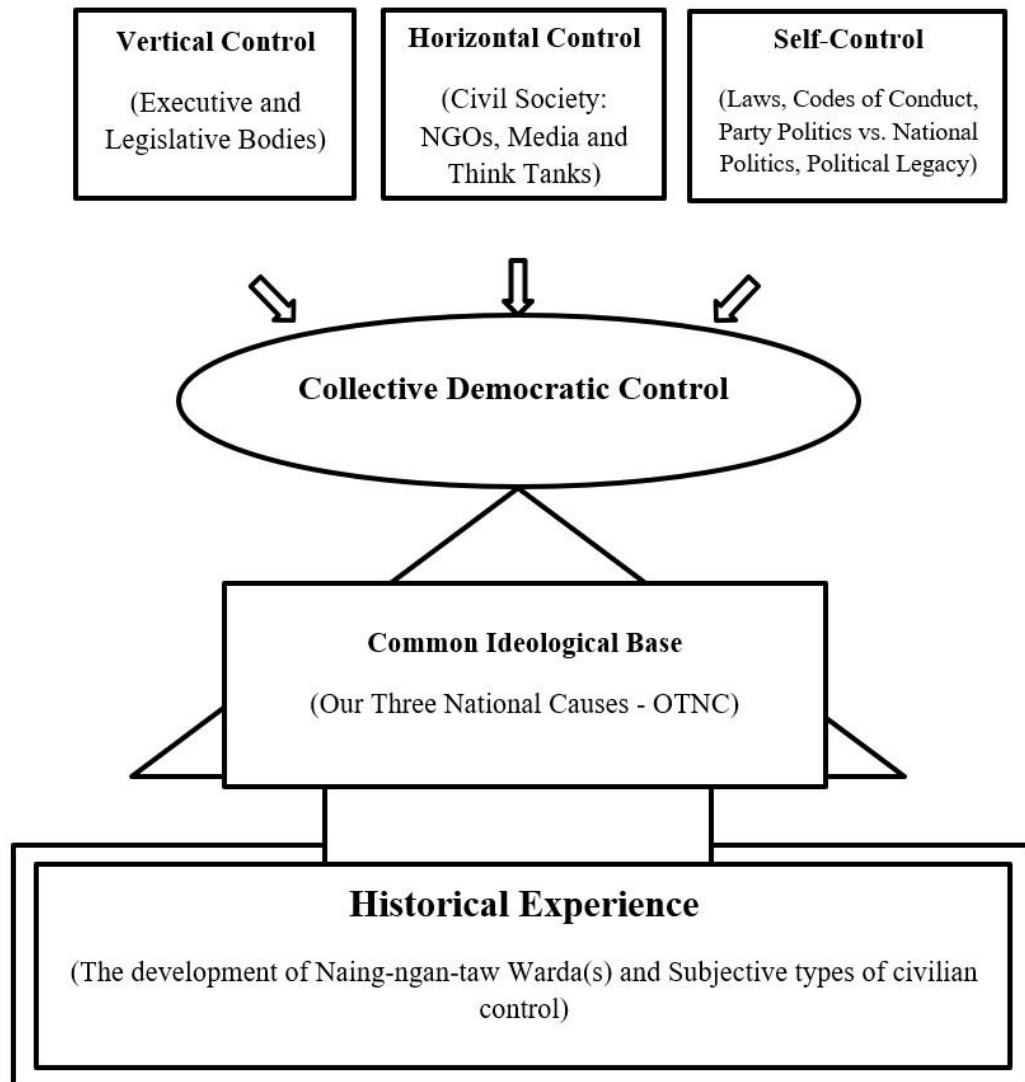 Vertical Control
(Executive and
Legislative Bodies)
Horizontal Control
(Civil Society:
NGOs, Media and
Think Tanks)
Self-Control
(Laws, Codes of Conduct,
Party Politics vs. National
Politics, Political Legacy)
Collective Democratic Control
Common Ideological Base
(Our Three National Causes - OTNC)
Historical Experience
(The development of Naing-ngan-taw Warda(s) and Subjective types of civilian
control)